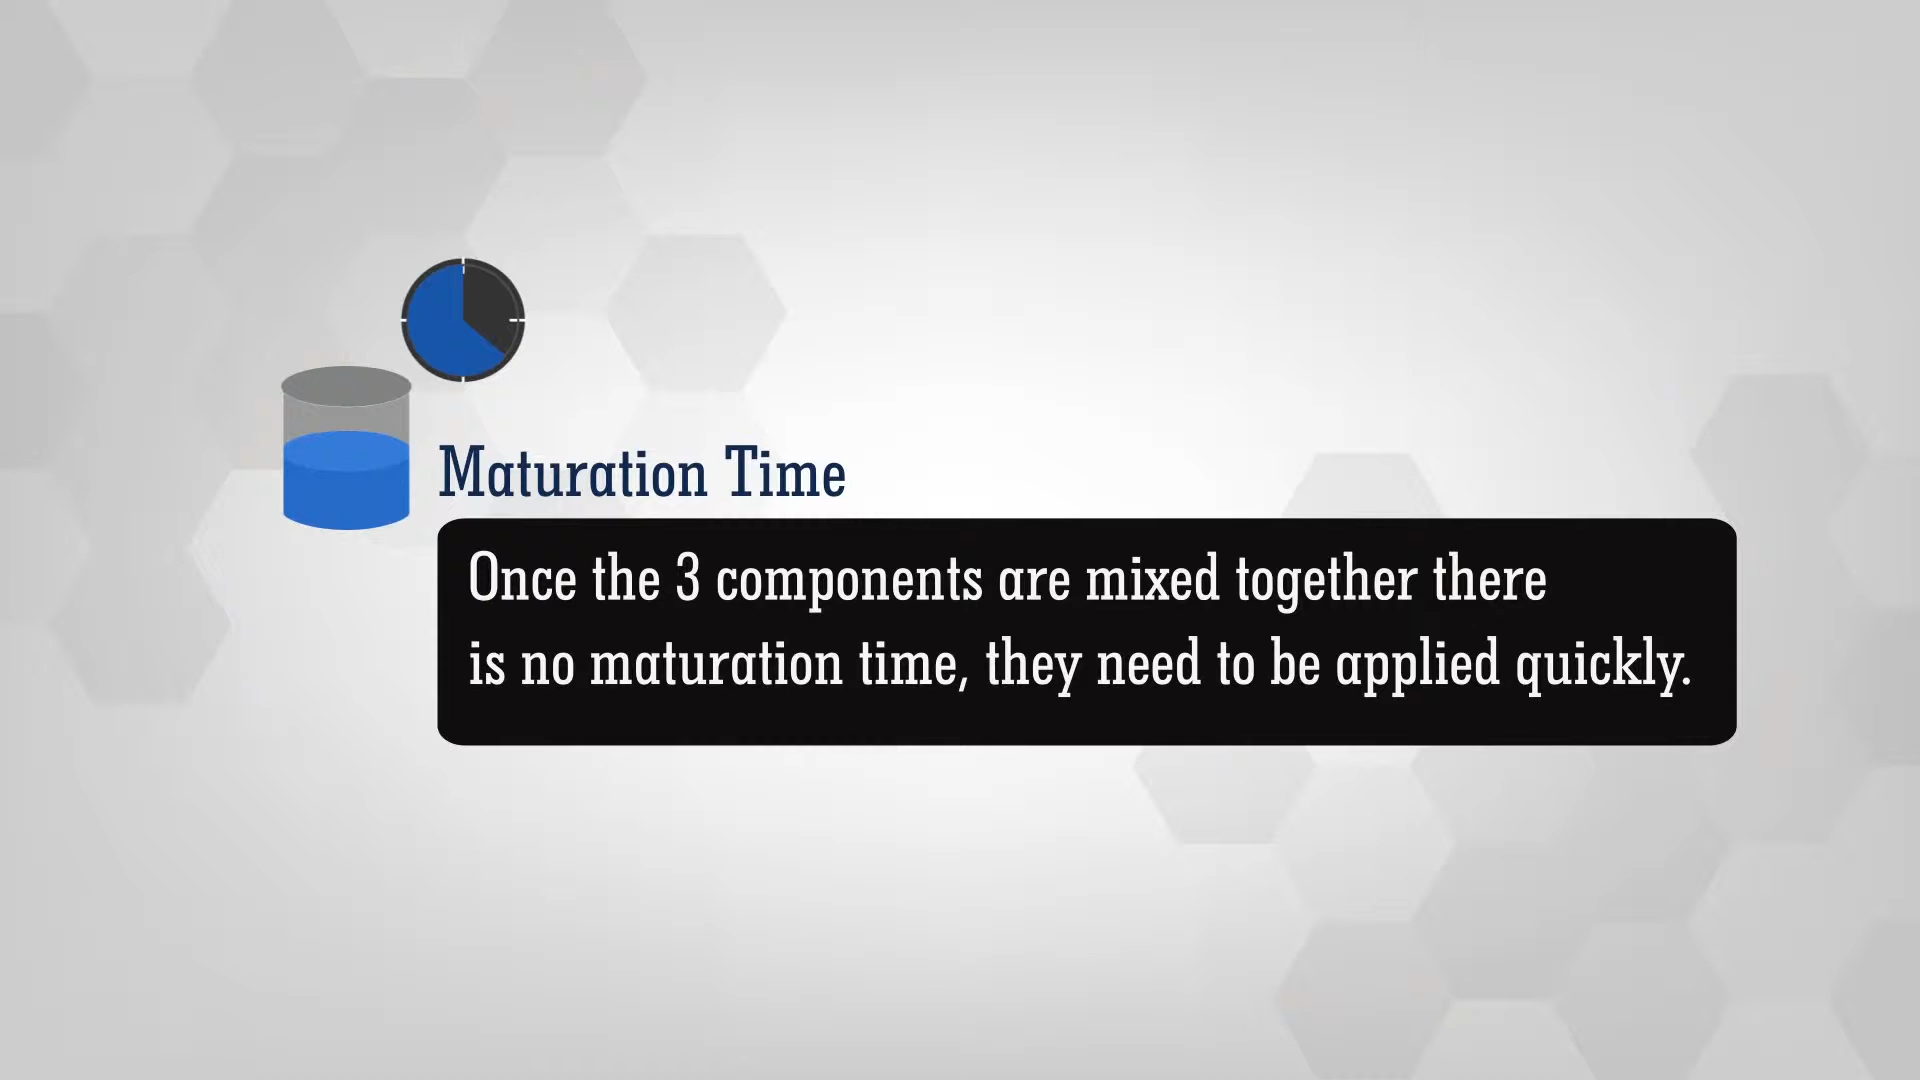 Maturation Time
Once the 3 components are mixed together there
is no maturation time, they need to be applied quickly.